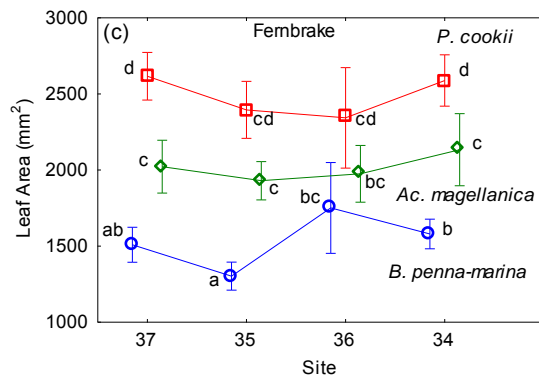 (c) Fernbrake P. cookii
3000
2500
2000
1500
1000
Leaf Area (mm²)
d cd cd d
c c bc c
Ac. magellanica
ab a bc b
B. penna-marina
37 35 36 34
Site